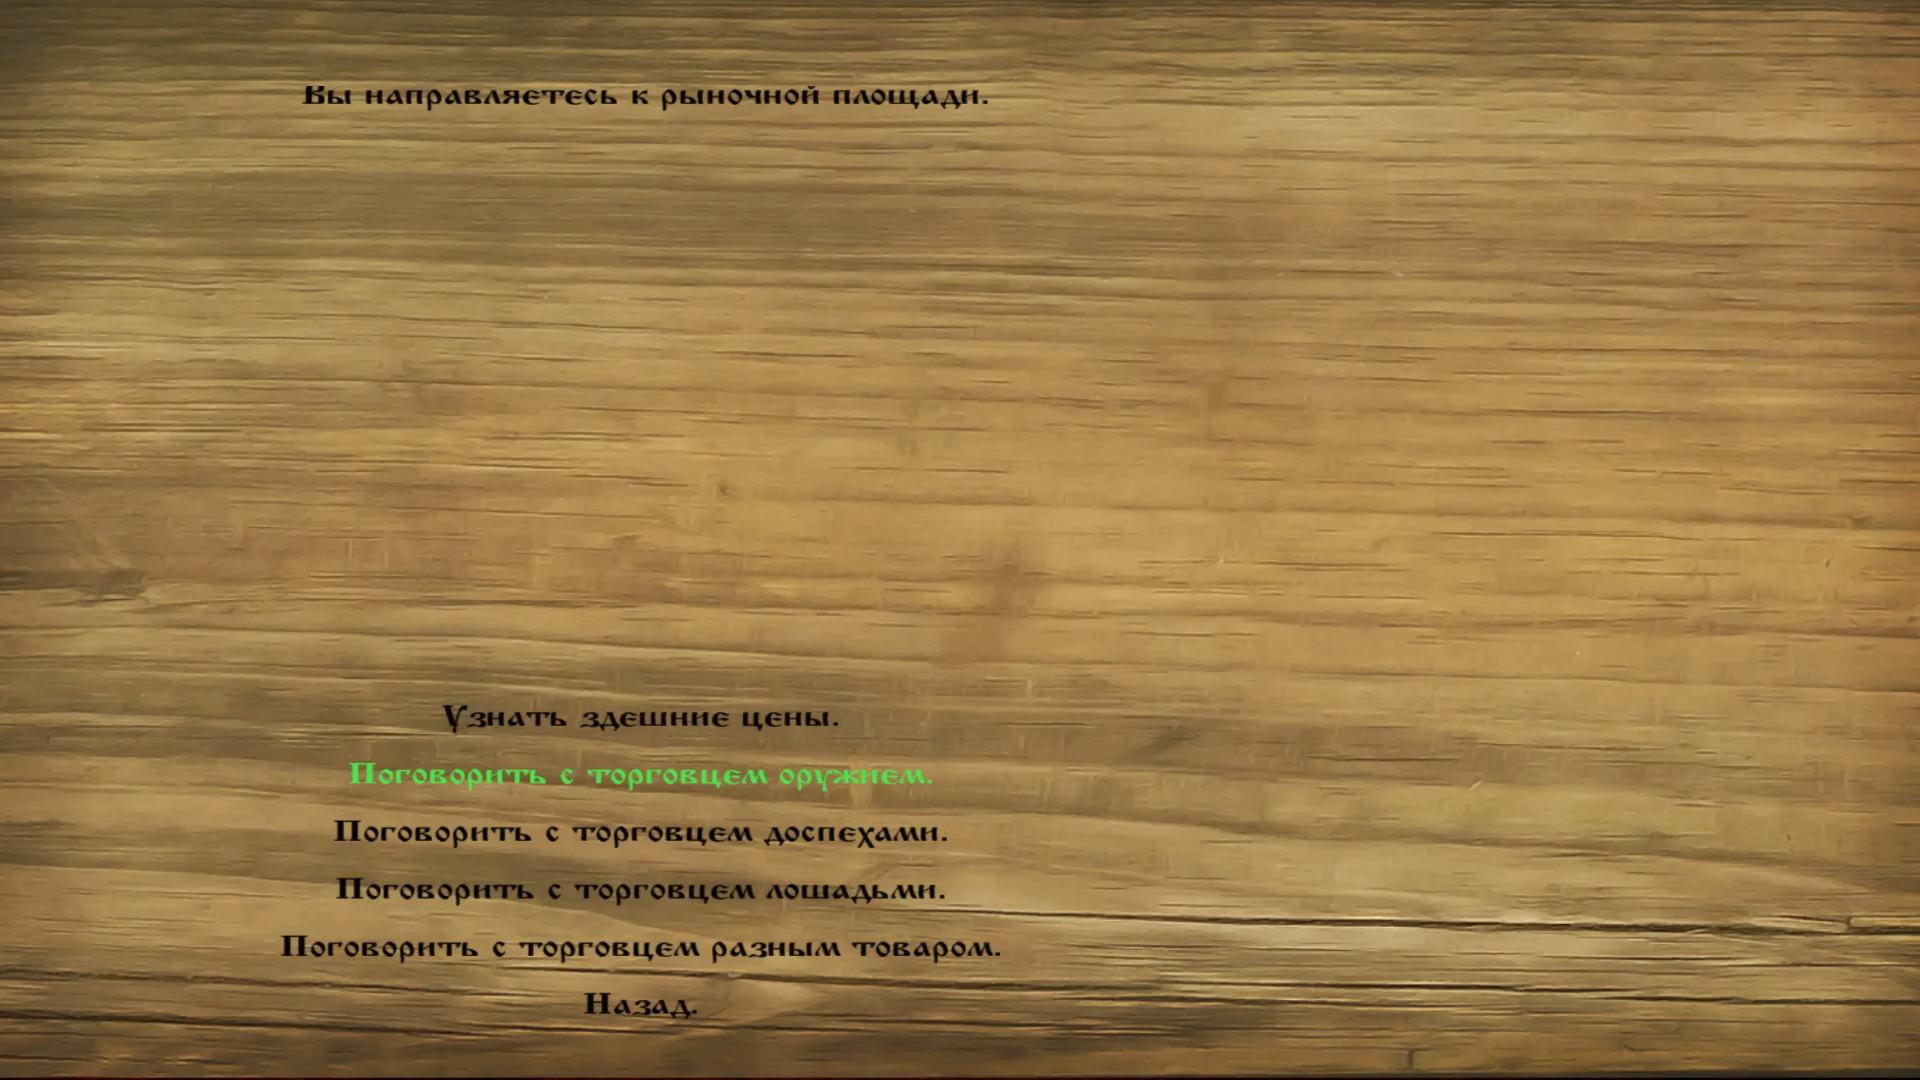 Вы направляетесь к рыночной площади.
Узнать здешние цены.
Поговорить с торговцем оружием.
Поговорить с торговцем доспехами.
Поговорить с торговцем лошадьми.
Поговорить с торговцем разным товаром.
Назад.